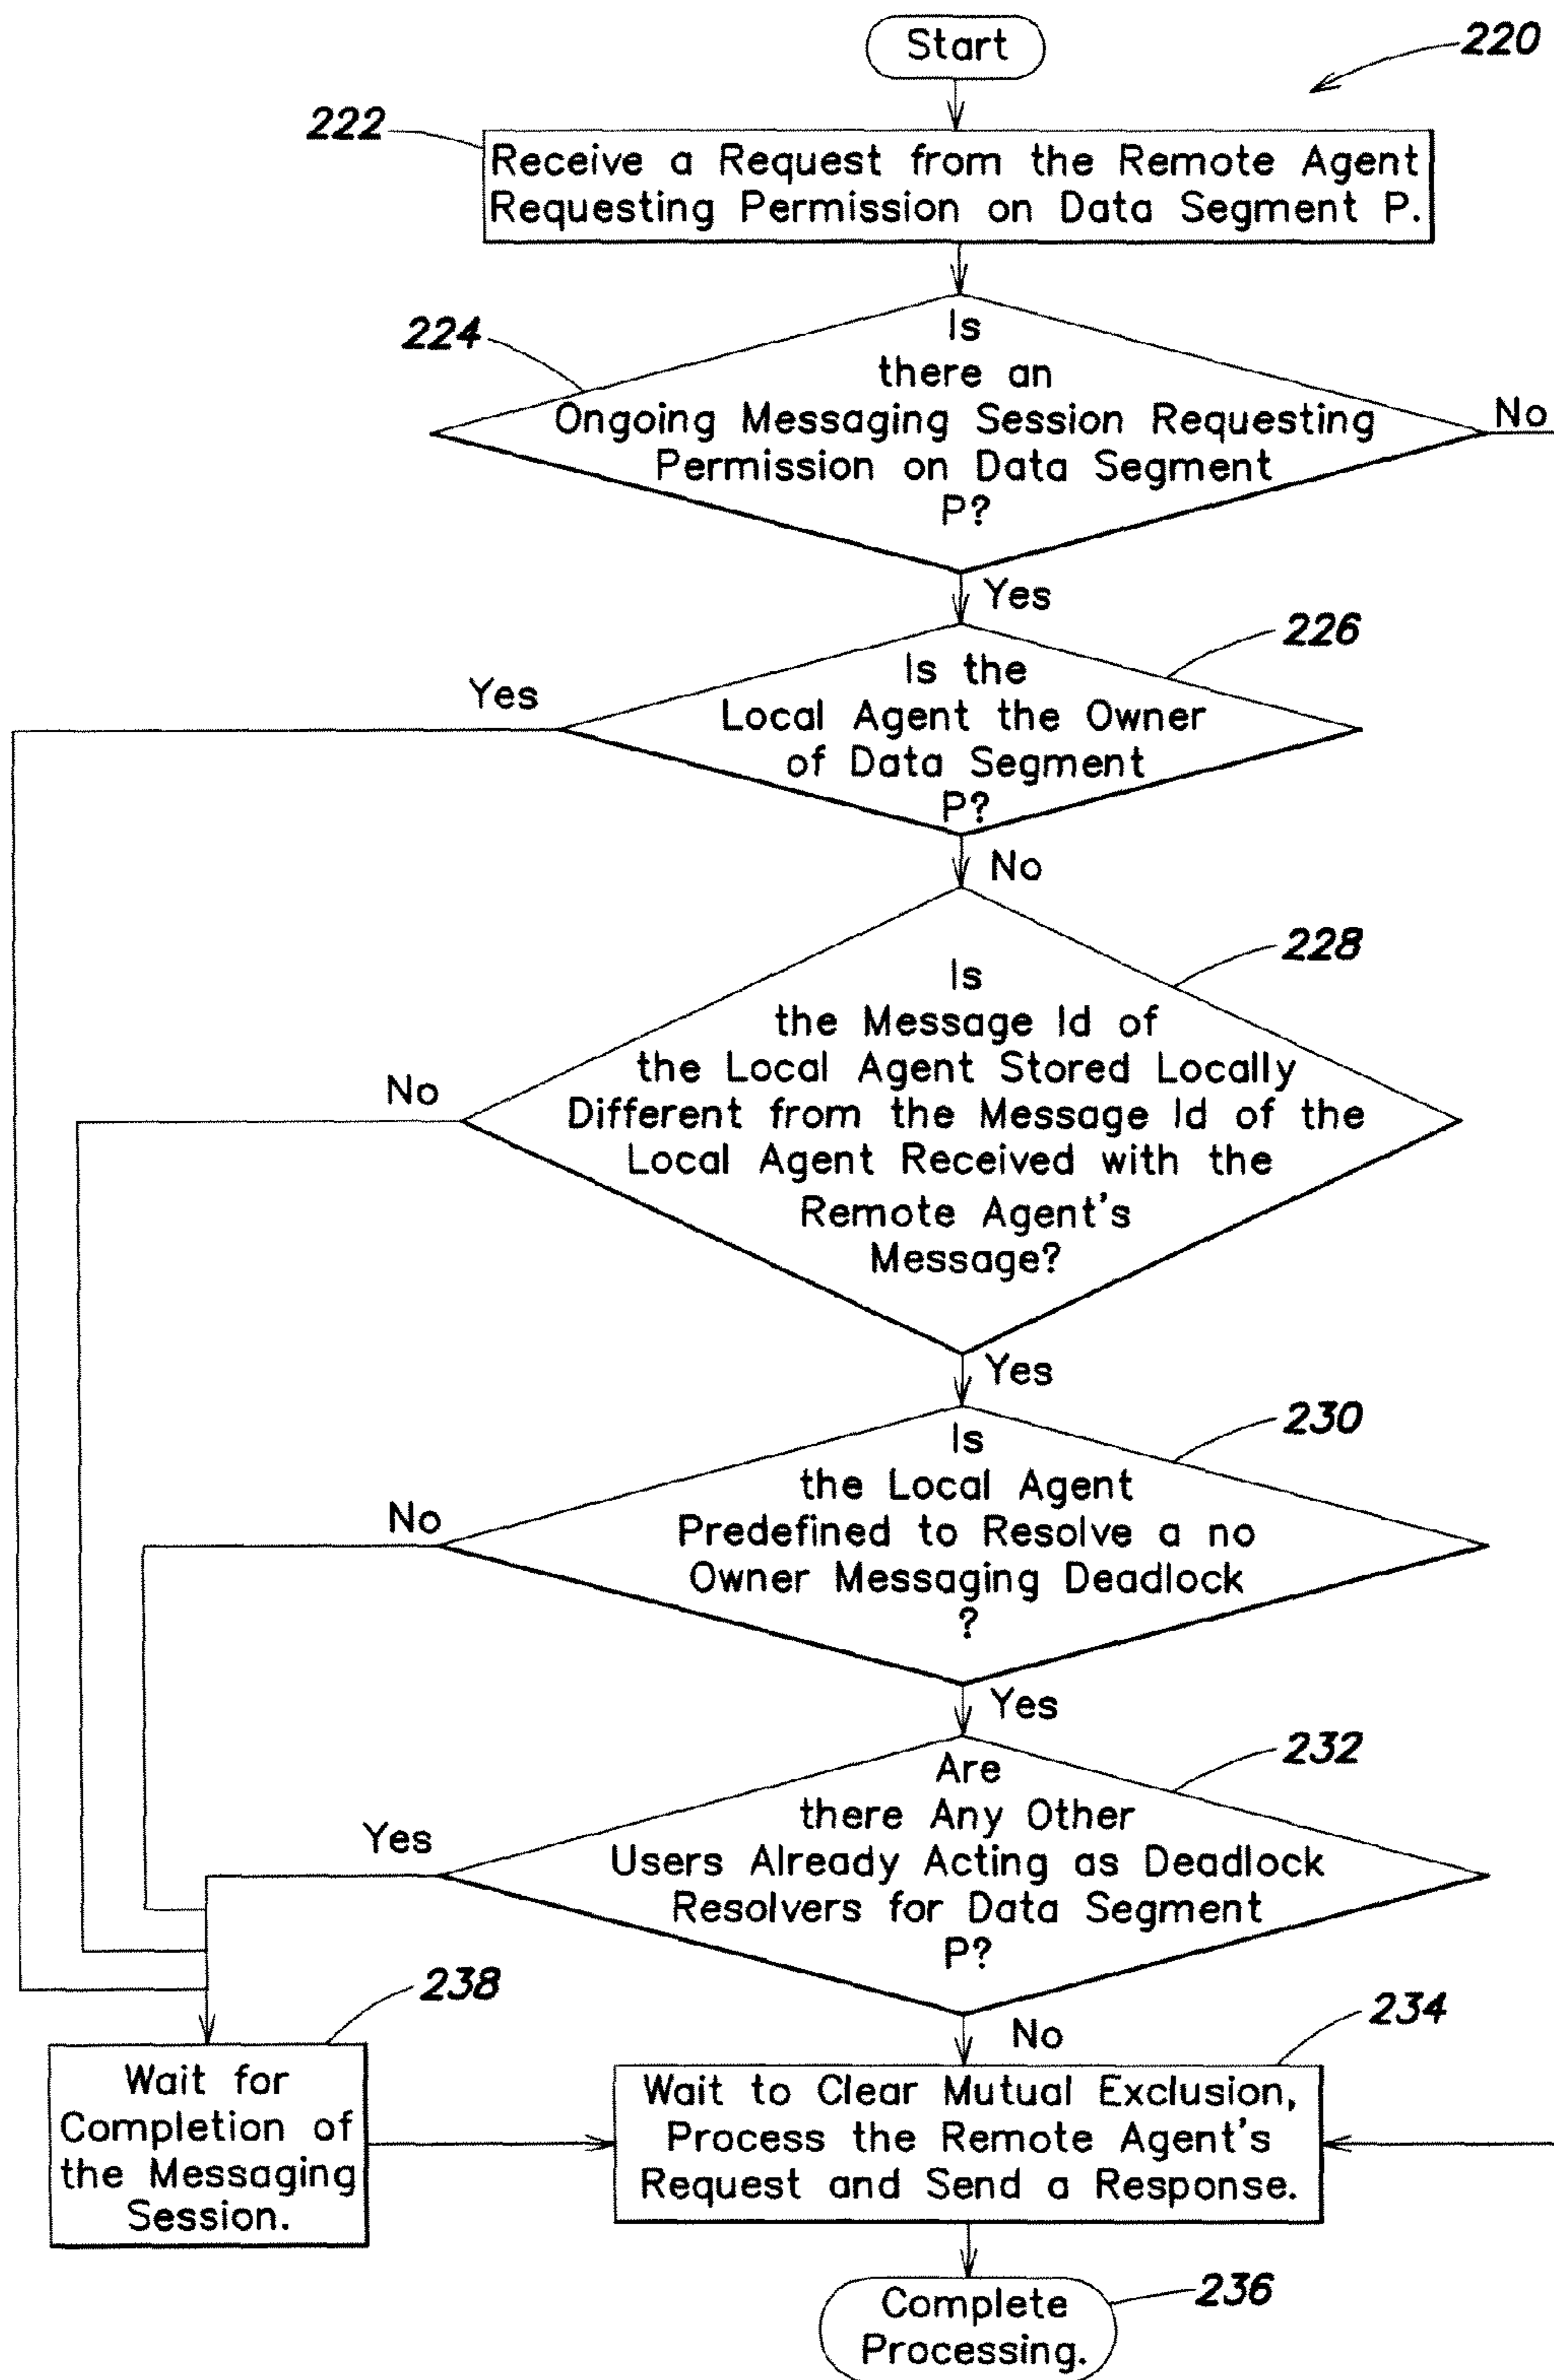 Start
220
222
Receive a Request from the Remote Agent
Requesting Permission on Data Segment P.
224
Is
there an
Ongoing Messaging Session Requesting
Permission on Data Segment
P?
No
Yes
226
Is the
Local Agent the Owner
of Data Segment
P?
Yes
No
228
Is
the Message Id of
the Local Agent Stored Locally
Different from the Message Id of the
Local Agent Received with the
Remote Agent's
Message?
No
Yes
230
Is
the Local Agent
Predefined to Resolve a no
Owner Messaging Deadlock
?
No
Yes
232
Are
there Any Other
Users Already Acting as Deadlock
Resolvers for Data Segment
P?
Yes
No
238
Wait for
Completion of
the Messaging
Session.
234
Wait to Clear Mutual Exclusion,
Process the Remote Agent's
Request and Send a Response.
236
Complete
Processing.